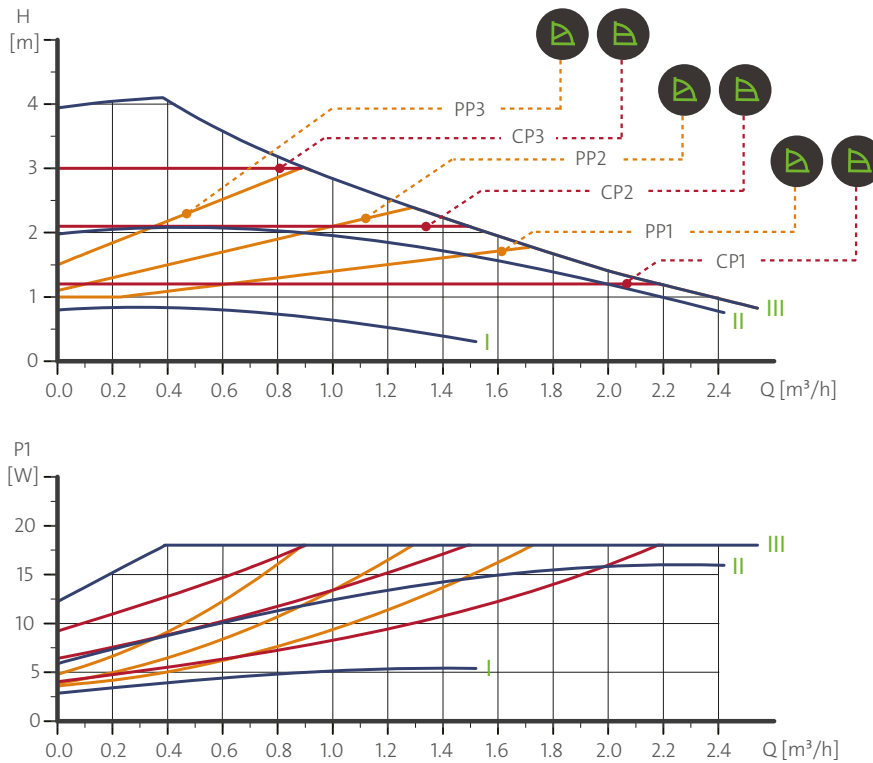 H
[m]
PP3
4
CP3
3
PP2
CP2
2
PP1
CP1
1
III
II
I
0
0.0 0.2 0.4 0.6 0.8 1.0 1.2 1.4 1.6 1.8 2.0 2.2 2.4 Q [m³/h]
P1
[W]
20
III
15
II
10
5
I
0
0.0 0.2 0.4 0.6 0.8 1.0 1.2 1.4 1.6 1.8 2.0 2.2 2.4 Q [m³/h]